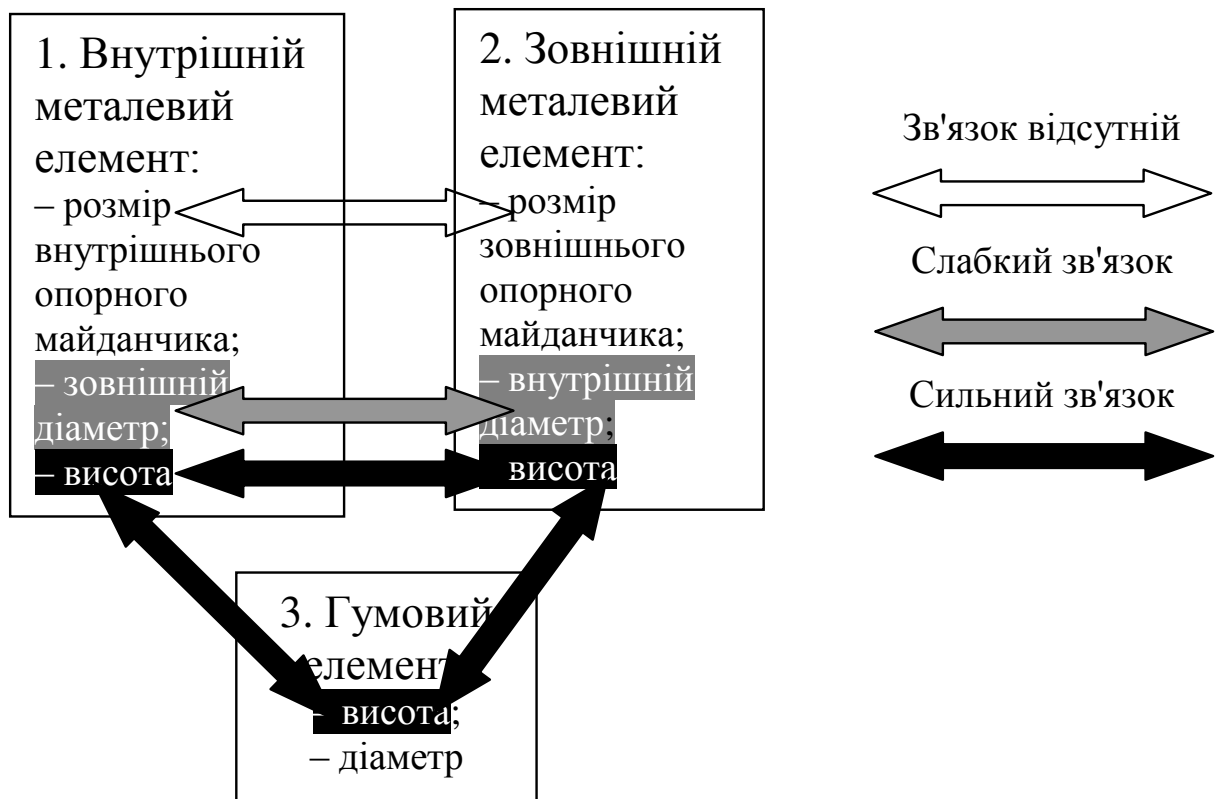 1. Внутрішній
металевий
елемент:
– розмір
внутрішнього
опорного
майданчика;
– зовнішній
діаметр;
– висота
2. Зовнішній
металевий
елемент:
– розмір
зовнішнього
опорного
майданчика;
– внутрішній
діаметр;
висота
3. Гумовий
елемент
– висота;
– діаметр
Зв'язок відсутній
Слабкий зв'язок
Сильний зв'язок